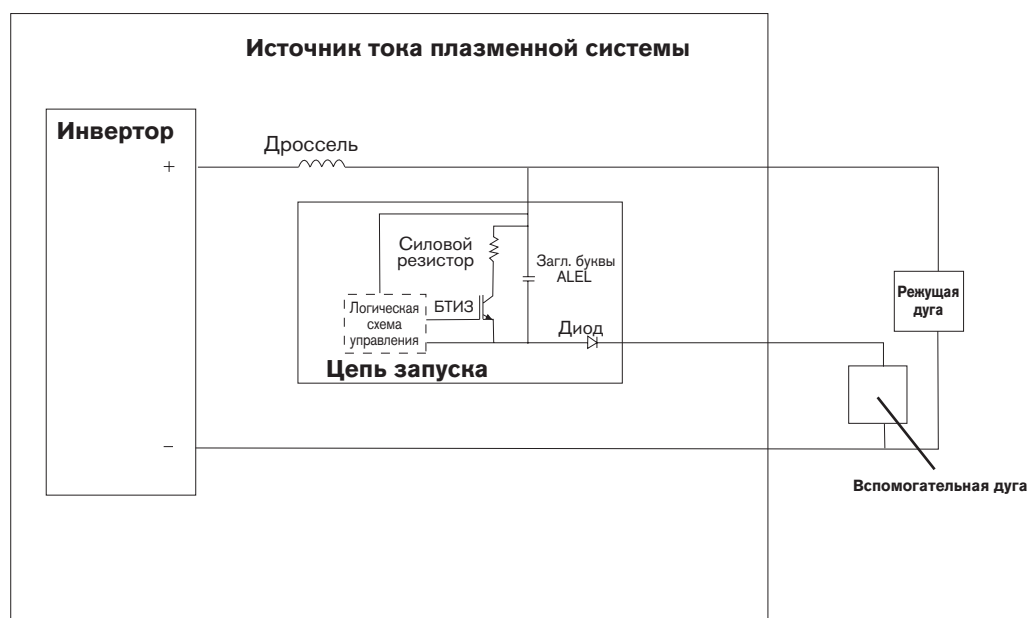 Источник тока плазменной системы
Инвертор
+
Дроссель
Силовой
резистор
Загл. буквы
ALEL
БТИЗ
Логическая
схема
управления
Диод
Цепь запуска
Режущая
дуга
–
Вспомогательная дуга